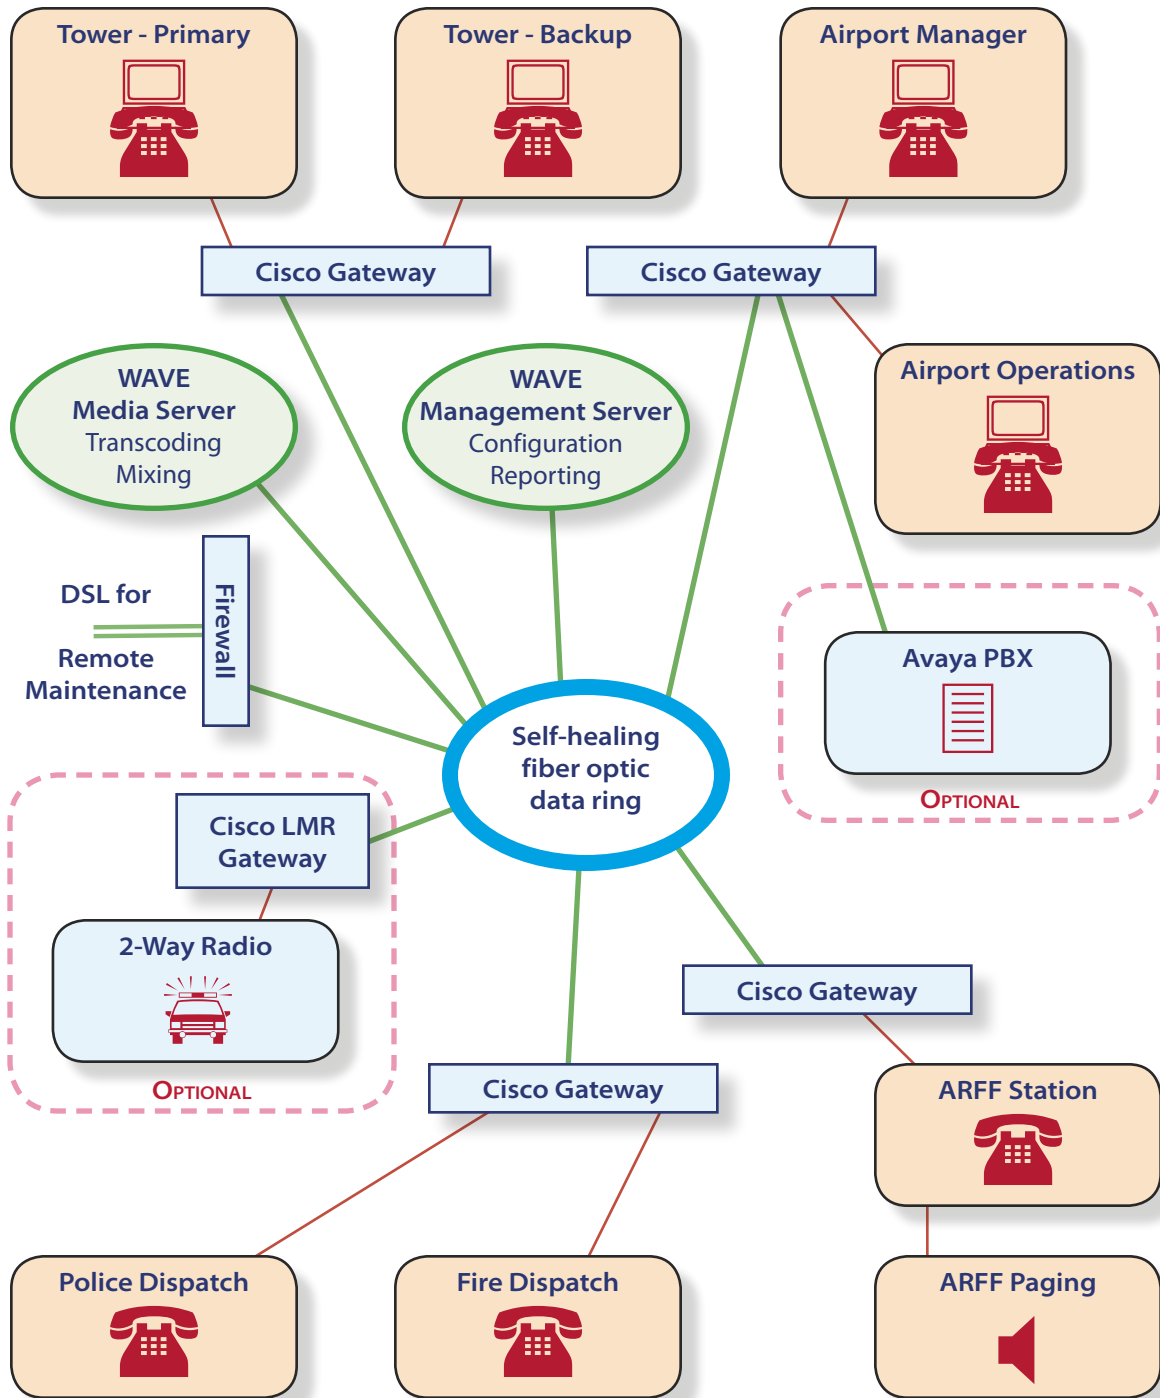 Tower - Primary
Tower - Backup
Airport Manager
Cisco Gateway
Cisco Gateway
WAVE
Media Server
Transcoding
Mixing
WAVE
Management Server
Configuration
Reporting
Airport Operations
DSL for
Remote
Maintenance
Firewall
Avaya PBX
OPTIONAL
Self-healing
fiber optic
data ring
Cisco LMR
Gateway
2-Way Radio
OPTIONAL
Cisco Gateway
Cisco Gateway
ARFF Station
Police Dispatch
Fire Dispatch
ARFF Paging